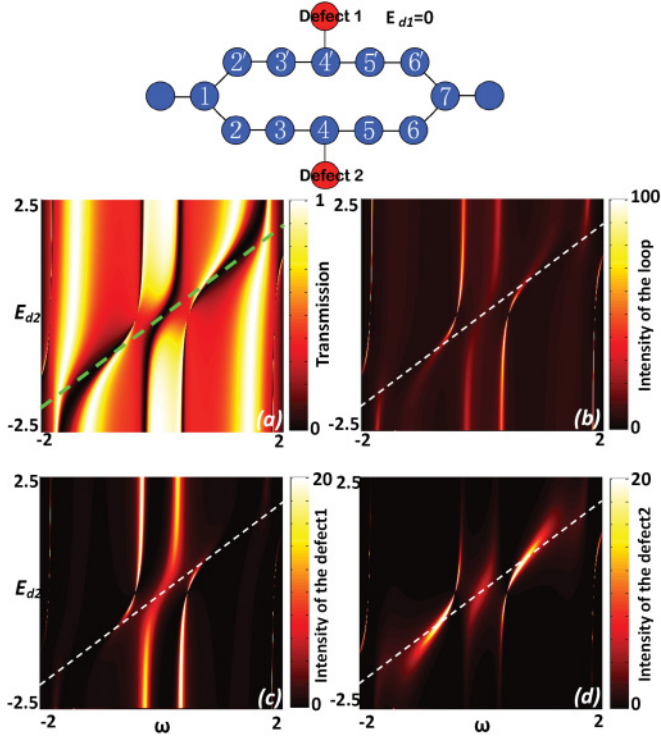 Defect 1 E d1=0
2' 3' 4' 5' 6'
1 7
2 3 4 5 6
Defect 2
2.5 1 2.5 100
E d2 Transmission Intensity of the loop
-2.5 (a) 0 -2.5 (b) 0
-2 2 -2 2
2.5 20 2.5 20
E d2 Intensity of the defect1 Intensity of the defect2
-2.5 (c) 0 -2.5 (d) 0
-2 ω 2 -2 ω 2